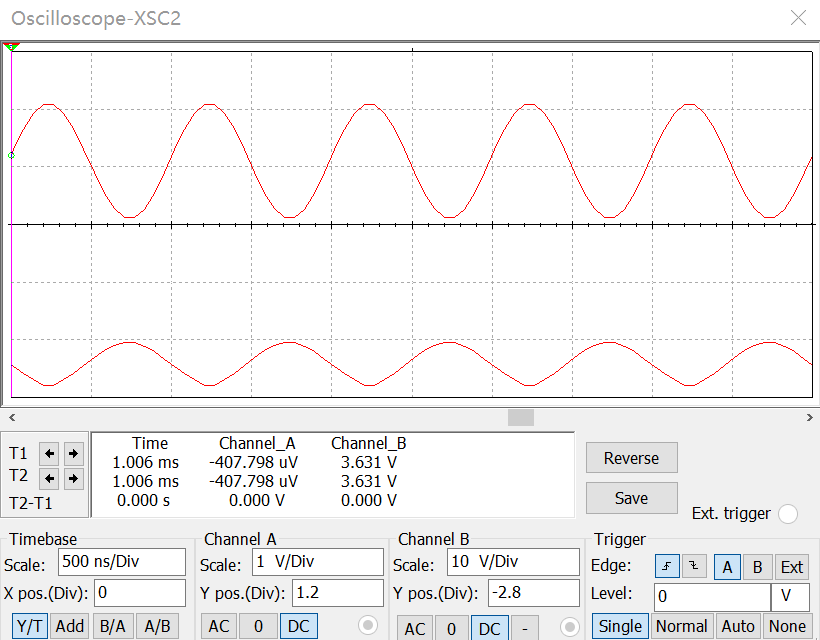 Oscilloscope-XSC2
Time Channel_A Channel_B
T1 1.006 ms -407.798 uV 3.631 V
T2 1.006 ms -407.798 uV 3.631 V
T2-T1 0.000 s 0.000 V 0.000 V
Reverse
Save
Ext. trigger
Timebase
Scale: 500 ns/Div
X pos.(Div): 0
Y/T Add B/A A/B
Channel A
Scale: 1 V/Div
Y pos.(Div): 1.2
AC 0 DC
Channel B
Scale: 10 V/Div
Y pos.(Div): -2.8
AC 0 DC -
Trigger
Edge: A B Ext
Level: 0 V
Single Normal Auto None